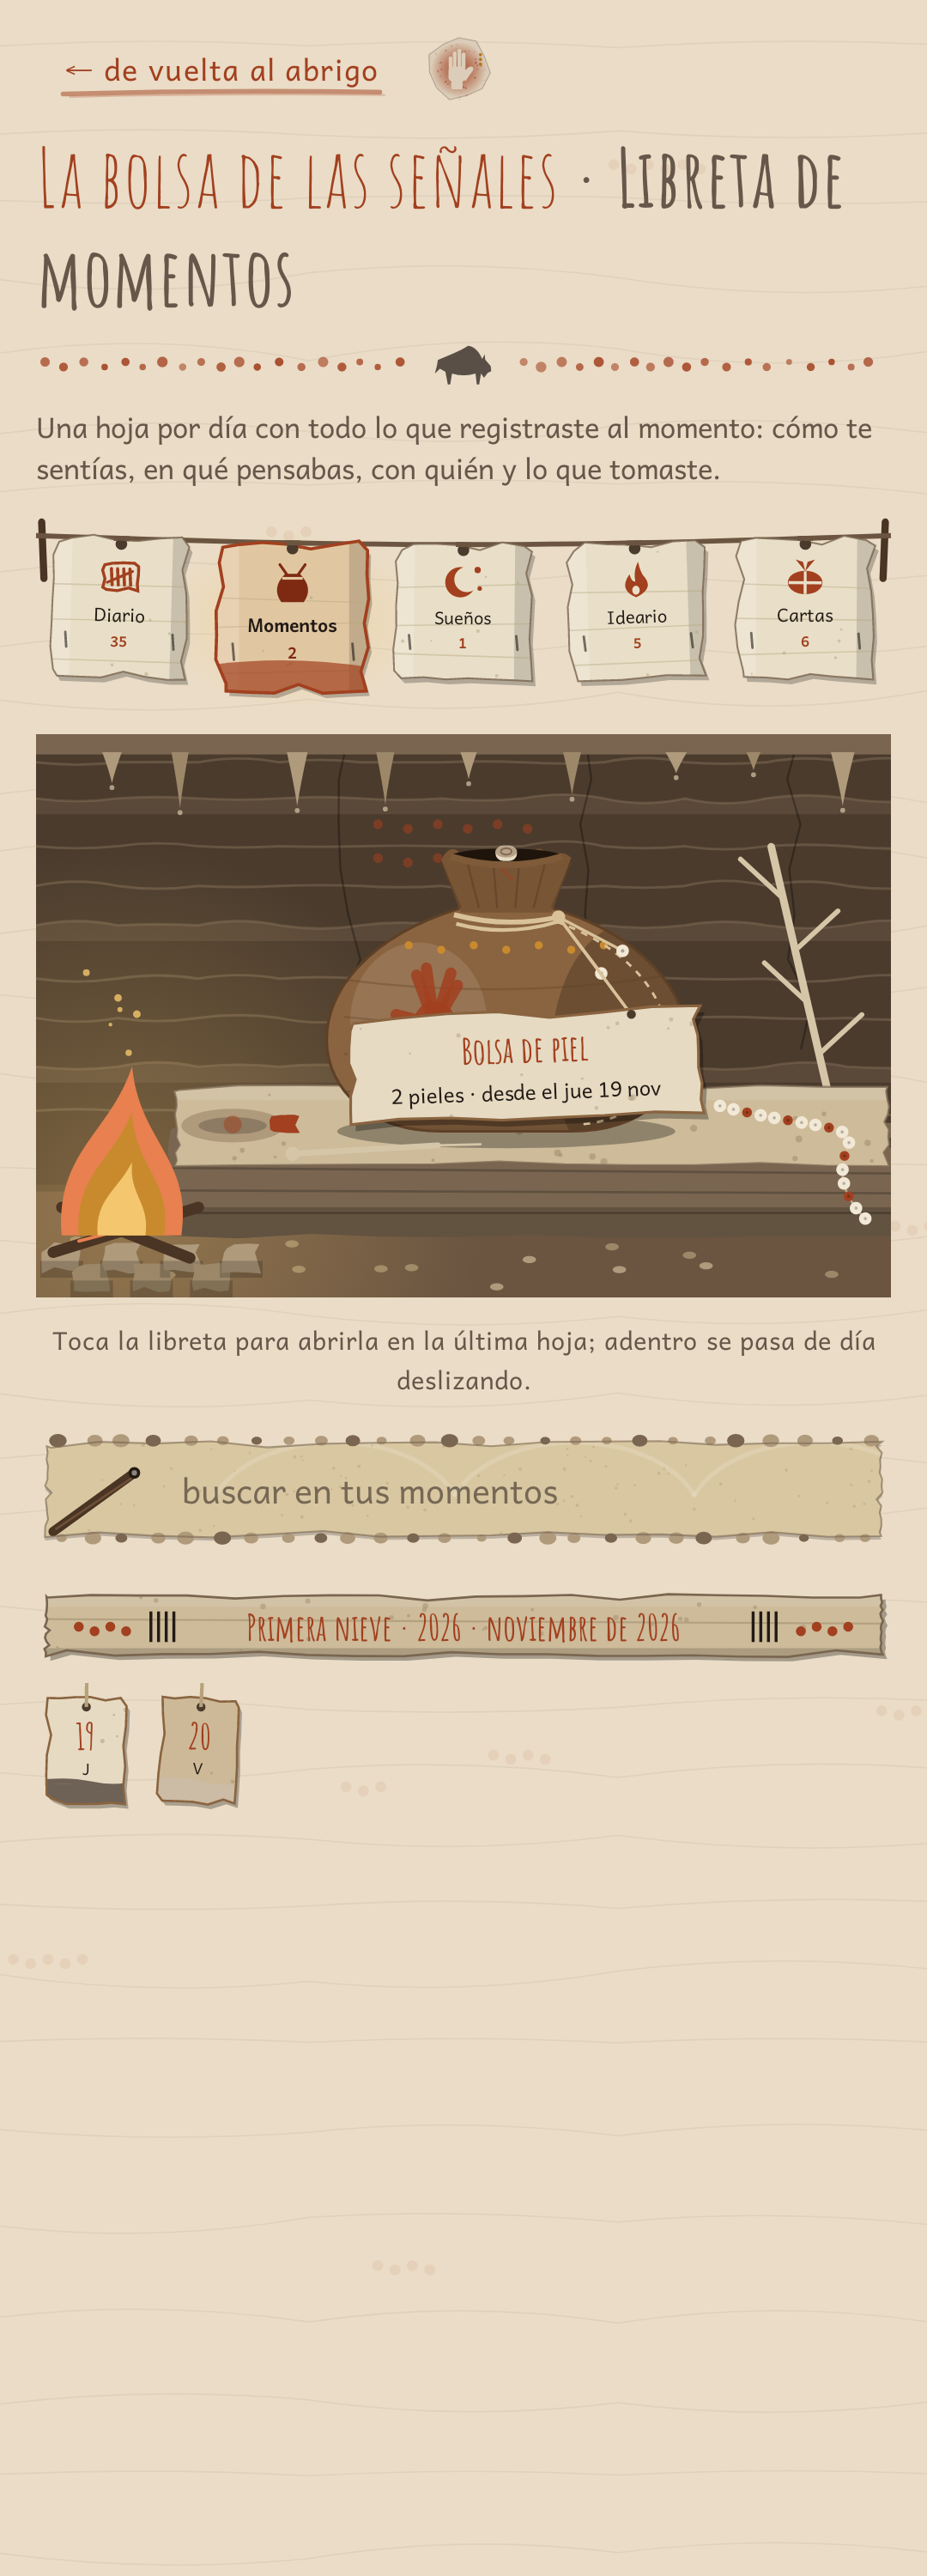 ← de vuelta al abrigo
LA BOLSA DE LAS SEÑALES · LIBRETA DE
MOMENTOS
Una hoja por día con todo lo que registraste al momento: cómo te
sentías, en qué pensabas, con quién y lo que tomaste.
Diario
35
Momentos
2
Sueños
1
Ideario
5
Cartas
6
BOLSA DE PIEL
2 pieles · desde el jue 19 nov
Toca la libreta para abrirla en la última hoja; adentro se pasa de día
deslizando.
buscar en tus momentos
PRIMERA NIEVE · 2026 · NOVIEMBRE DE 2026
19
J
20
V